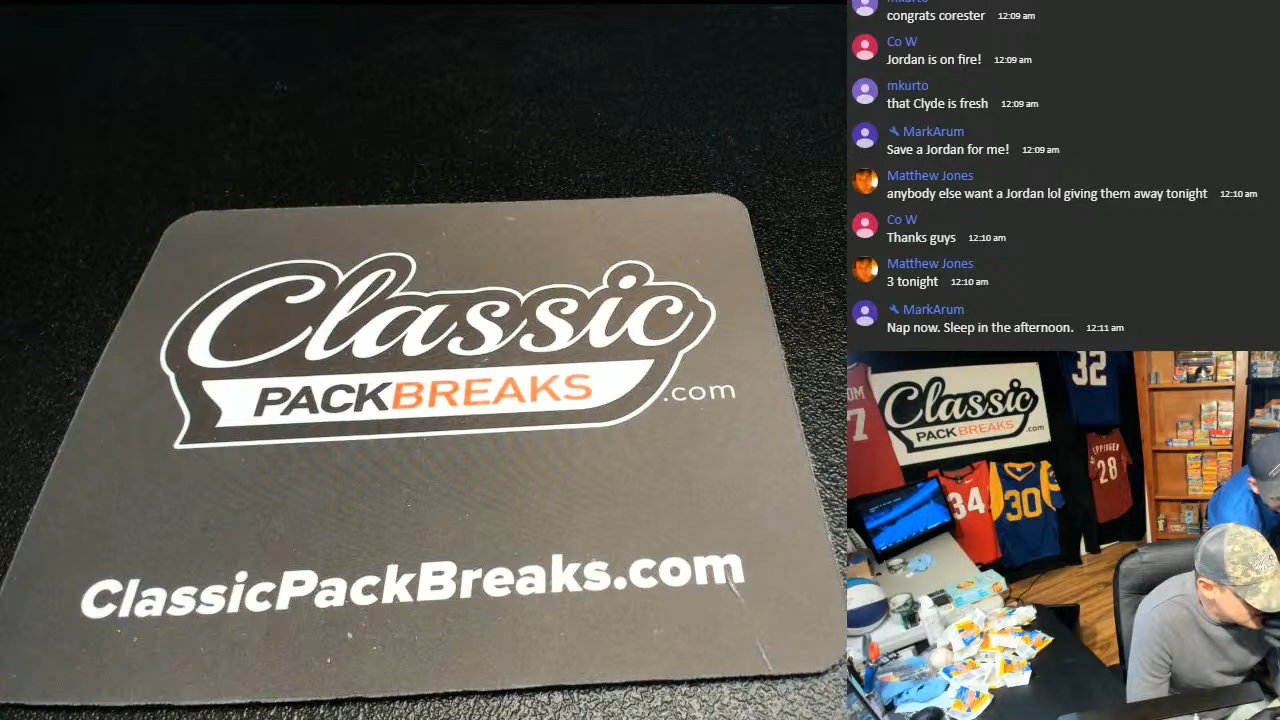 Classic
PACKBREAKS
.com
ClassicPackBreaks.com
congrats corester 12:09 am
Co W
Jordan is on fire! 12:09 am
mkurto
that Clyde is fresh 12:09 am
MarkArum
Save a Jordan for me! 12:09 am
Matthew Jones
anybody else want a Jordan lol giving them away tonight 12:10 am
Co W
Thanks guys 12:10 am
Matthew Jones
3 tonight 12:10 am
MarkArum
Nap now. Sleep in the afternoon. 12:11 am
Classic
PACKBREAKS
.com
32
7
34
30
EPPINGER
28